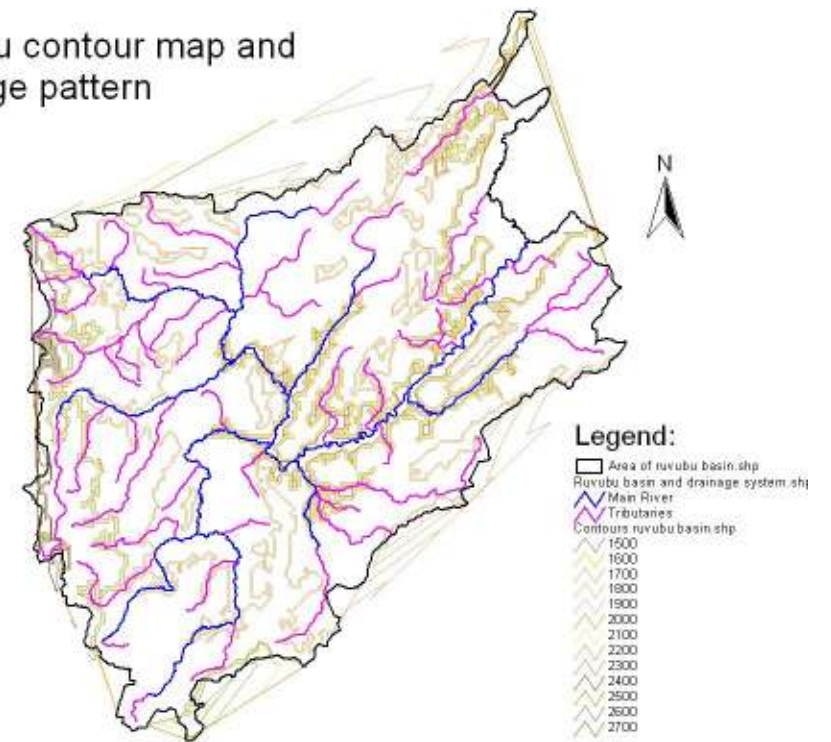 u contour map and
ge pattern
N
Legend:
Area of ruvubu basin.shp
Ruvubu basin and drainage system.shp
Main River
Tributaries
Contours ruvubu basin.shp
1500
1600
1700
1800
1900
2000
2100
2200
2300
2400
2500
2600
2700